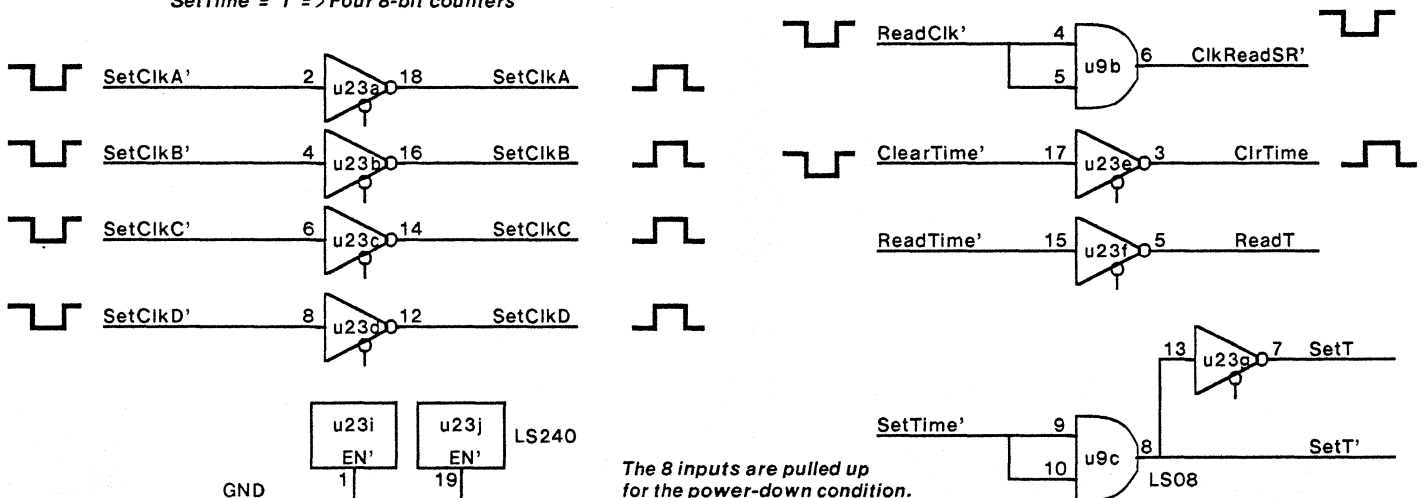 SetTime = 1 => Four 8-bit counters
SetClkA' 2 u23a 18 SetClkA
SetClkB' 4 u23b 16 SetClkB
SetClkC' 6 u23c 14 SetClkC
SetClkD' 8 u23d 12 SetClkD
u23i EN' 1
u23j EN' 19
LS240
GND
The 8 inputs are pulled up
for the power-down condition.
ReadClk' 4 5 u9b 6 ClkReadSR'
ClearTime' 17 u23e 3 ClrTime
ReadTime' 15 u23f 5 ReadT
13 u23g 7 SetT
SetTime' 9 10 u9c 8 SetT'
LS08